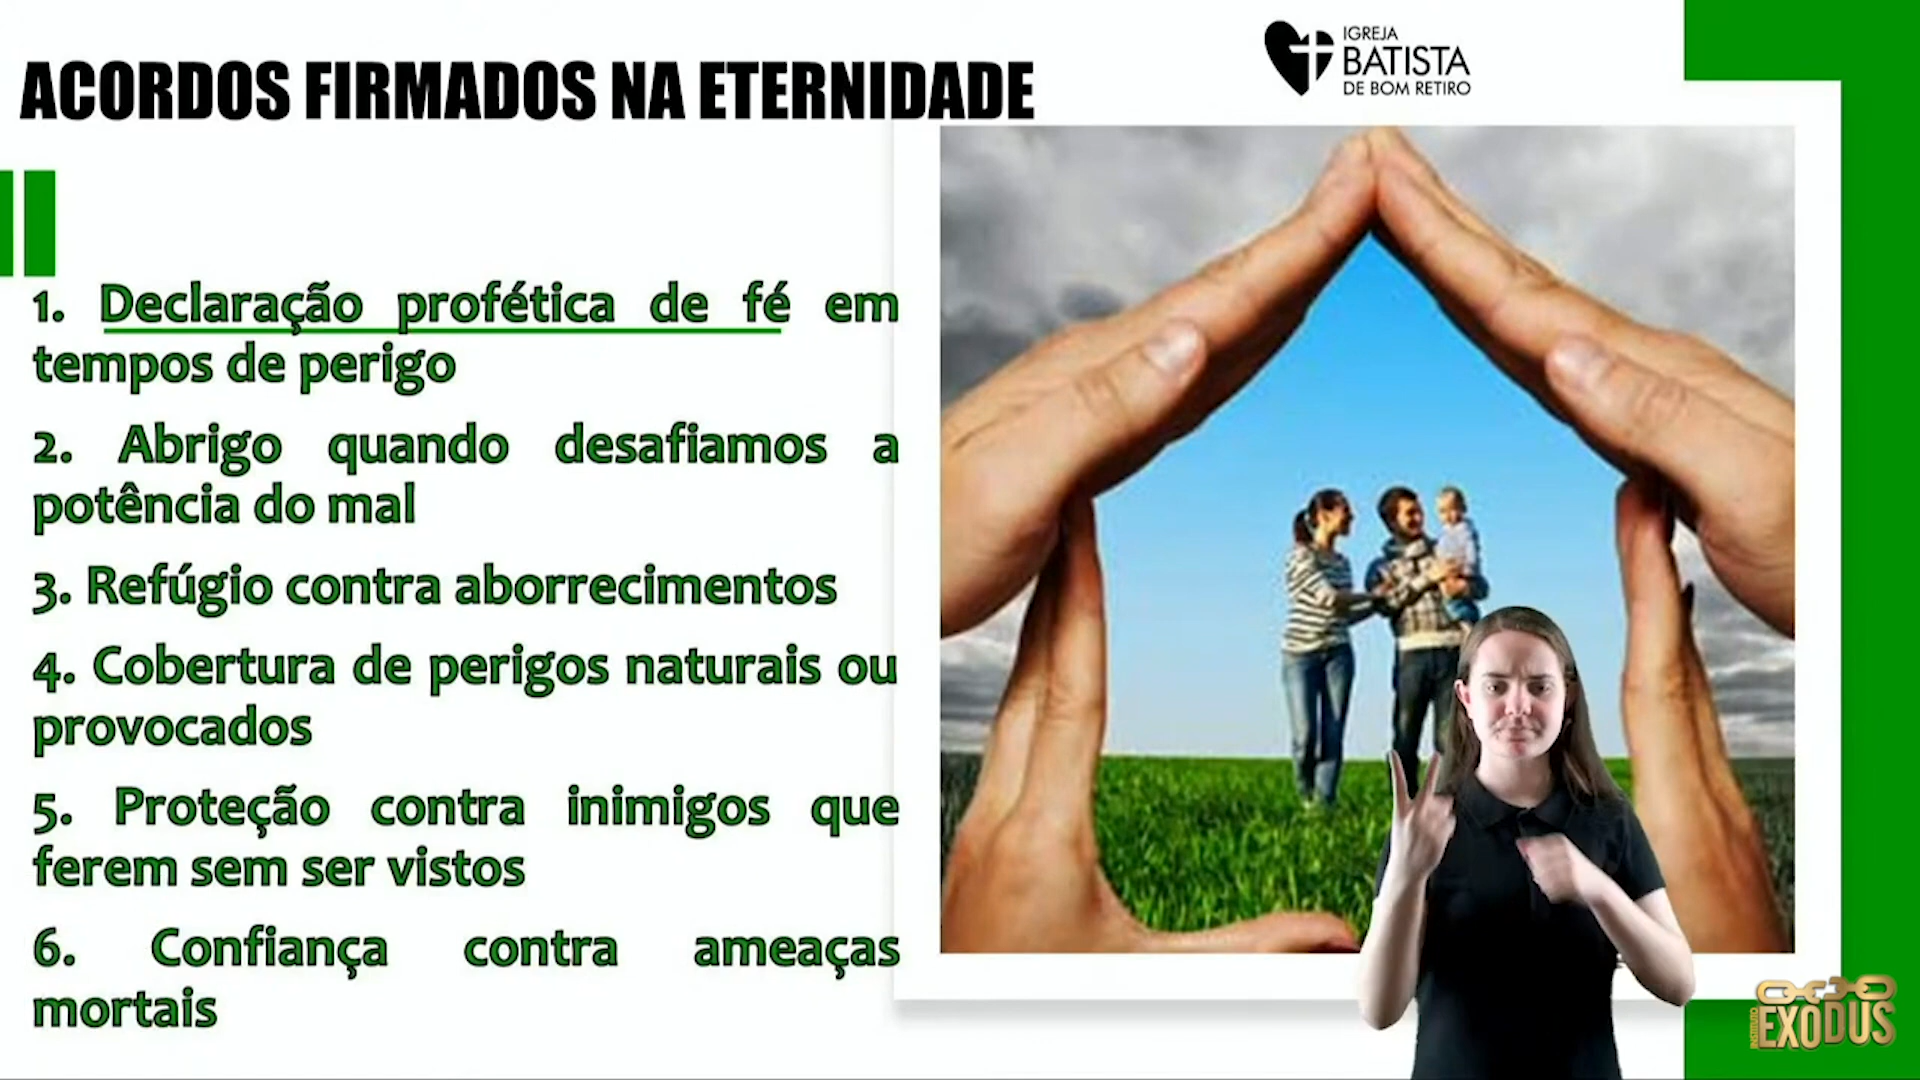 ACORDOS FIRMADOS NA ETERNIDADE
IGREJA
BATISTA
DE BOM RETIRO
1. Declaração profética de fé em
tempos de perigo
2. Abrigo quando desafiamos a
potência do mal
3. Refúgio contra aborrecimentos
4. Cobertura de perigos naturais ou
provocados
5. Proteção contra inimigos que
ferem sem ser vistos
6. Confiança contra ameaças
mortais
INSTITUTO
EXODUS